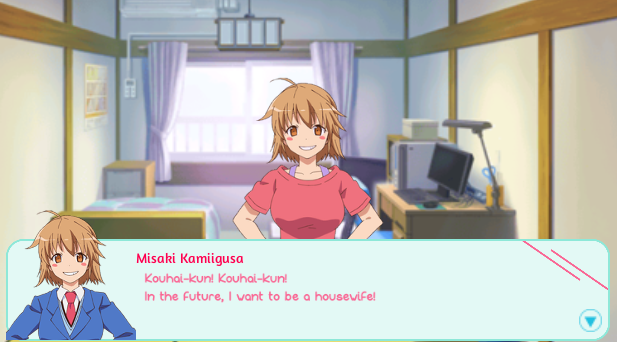 Misaki Kamiigusa
Kouhai-kun! Kouhai-kun!
In the future, I want to be a housewife!